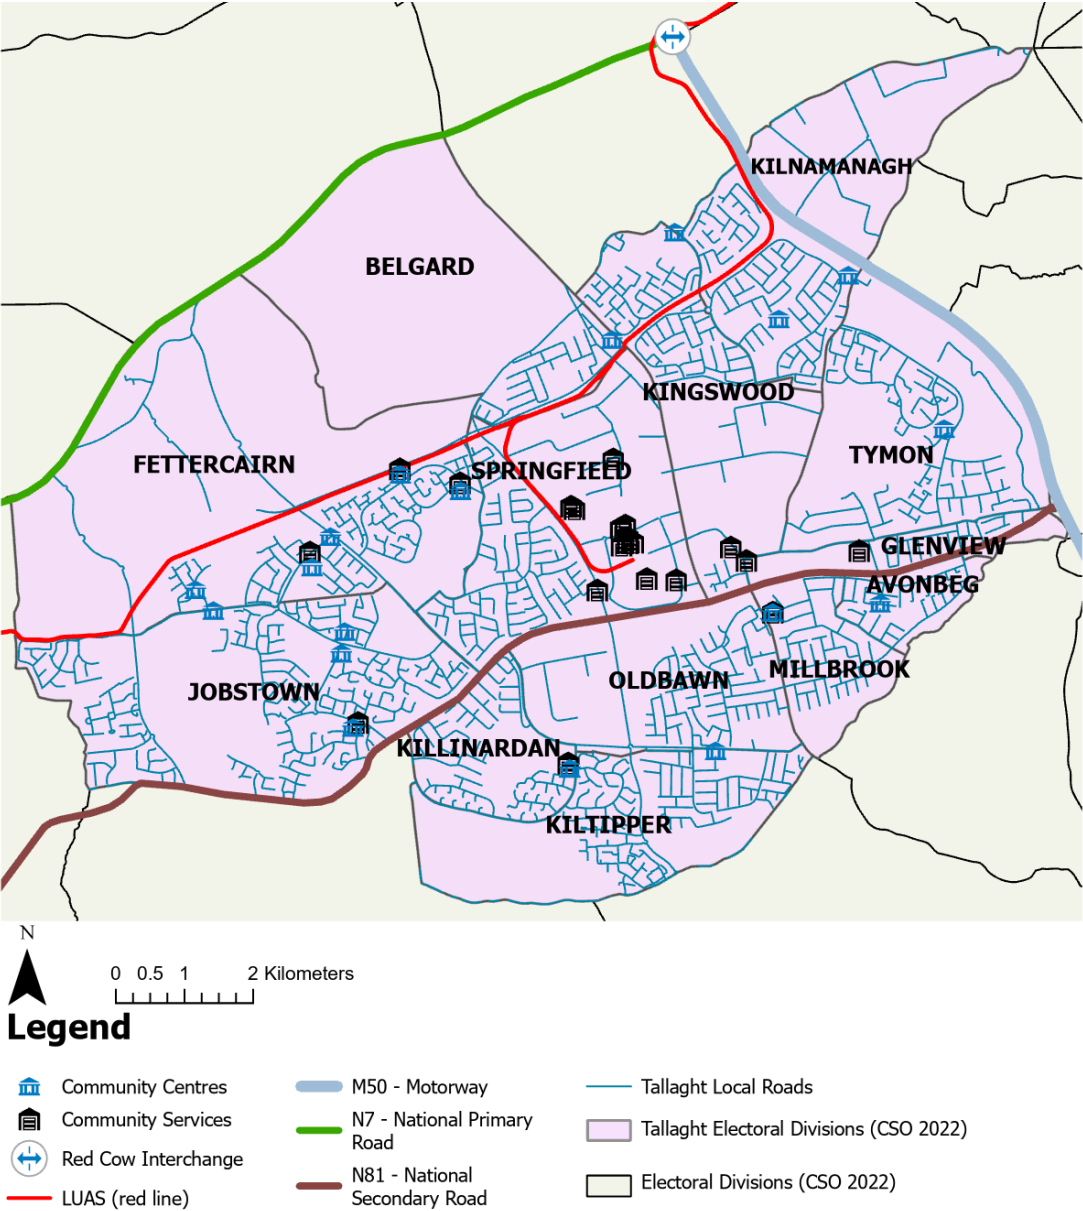 KILNAMANAGH
BELGARD
KINGSWOOD
TYMON
FETTERCAIRN
SPRINGFIELD
GLENVIEW
AVONBEG
MILLBROOK
OLDBAWN
JOBSTOWN
KILLINARDAN
KILTIPPER
N
0 0.5 1 2 Kilometers
Legend
Community Centres
Community Services
Red Cow Interchange
LUAS (red line)
M50 - Motorway
N7 - National Primary
Road
N81 - National
Secondary Road
Tallaght Local Roads
Tallaght Electoral Divisions (CSO 2022)
Electoral Divisions (CSO 2022)